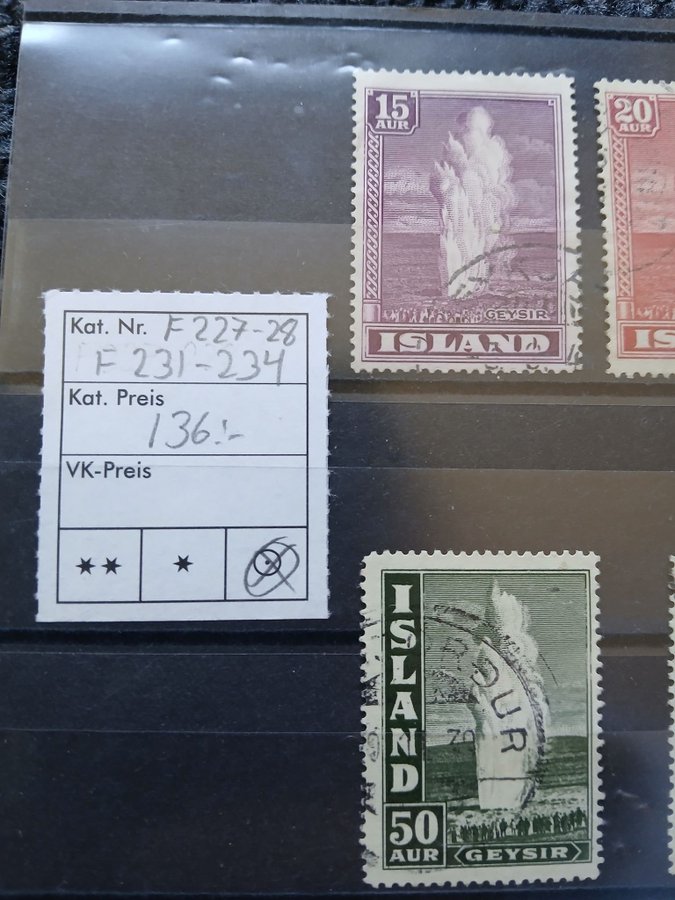 Kat. Nr. F 227-28
F 231-234
Kat. Preis
136:-
VK-Preis
15
AUR
GEYSIR
ISLAND
20
AUR
IS
ISLAND
50
AUR
GEYSIR